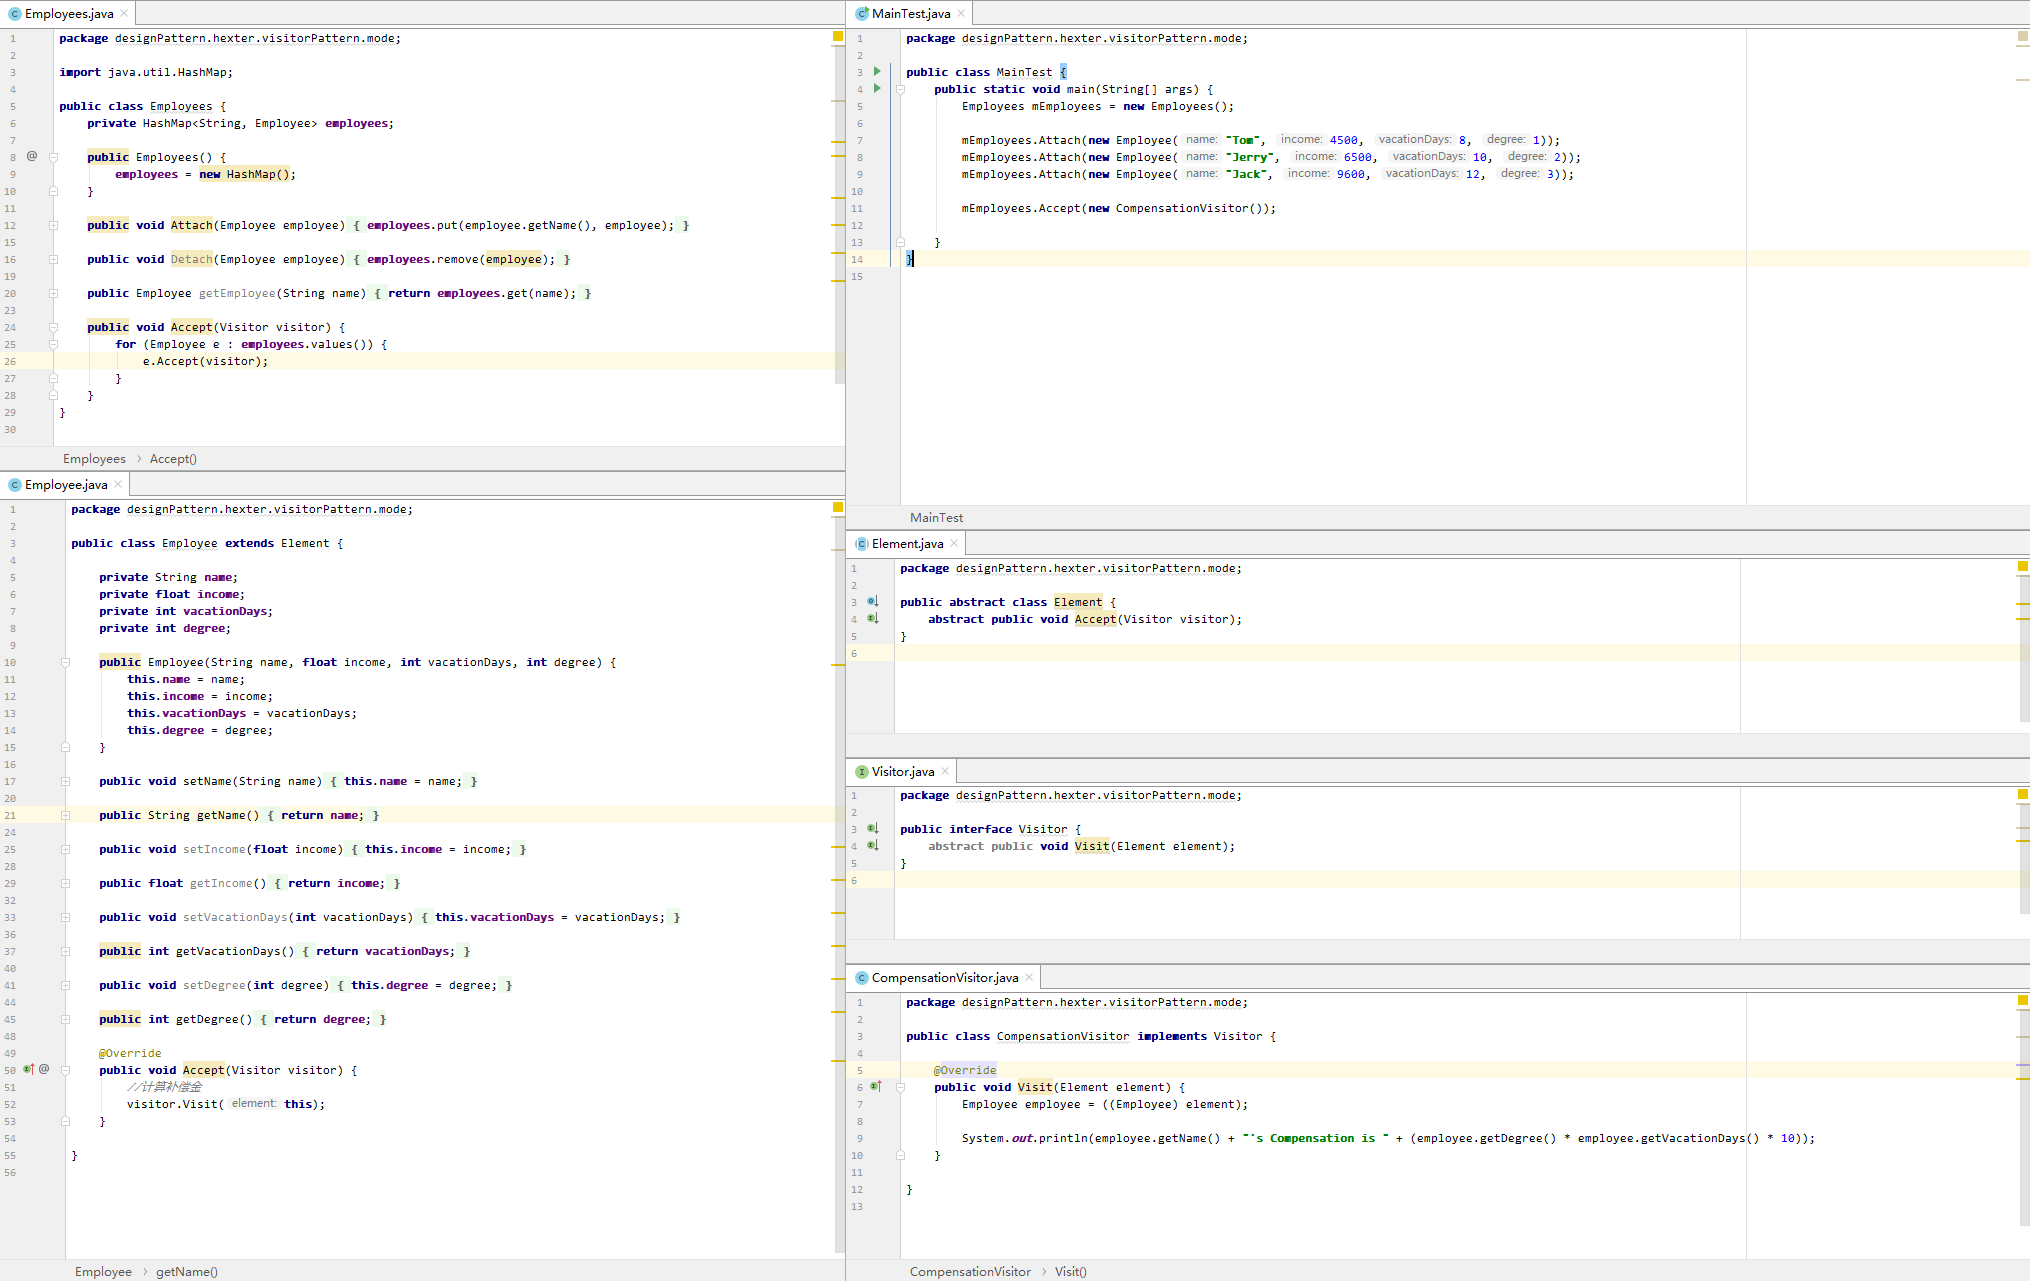 Employees.java
1 package designPattern.hexter.visitorPattern.mode;
2
3 import java.util.HashMap;
4
5 public class Employees {
6     private HashMap<String, Employee> employees;
7
8     public Employees() {
9         employees = new HashMap();
10     }
11
12     public void Attach(Employee employee) { employees.put(employee.getName(), employee); }
15
16     public void Detach(Employee employee) { employees.remove(employee); }
19
20     public Employee getEmployee(String name) { return employees.get(name); }
23
24     public void Accept(Visitor visitor) {
25         for (Employee e : employees.values()) {
26             e.Accept(visitor);
27         }
28     }
29 }
30
Employees > Accept()
Employee.java
1 package designPattern.hexter.visitorPattern.mode;
2
3 public class Employee extends Element {
4
5     private String name;
6     private float income;
7     private int vacationDays;
8     private int degree;
9
10     public Employee(String name, float income, int vacationDays, int degree) {
11         this.name = name;
12         this.income = income;
13         this.vacationDays = vacationDays;
14         this.degree = degree;
15     }
16
17     public void setName(String name) { this.name = name; }
20
21     public String getName() { return name; }
24
25     public void setIncome(float income) { this.income = income; }
28
29     public float getIncome() { return income; }
32
33     public void setVacationDays(int vacationDays) { this.vacationDays = vacationDays; }
36
37     public int getVacationDays() { return vacationDays; }
40
41     public void setDegree(int degree) { this.degree = degree; }
44
45     public int getDegree() { return degree; }
48
49     @Override
50     public void Accept(Visitor visitor) {
51         //计算补偿金
52         visitor.Visit( element: this);
53     }
54
55 }
56
Employee > getName()
MainTest.java
1 package designPattern.hexter.visitorPattern.mode;
2
3 public class MainTest {
4     public static void main(String[] args) {
5         Employees mEmployees = new Employees();
6
7         mEmployees.Attach(new Employee( name: "Tom", income: 4500, vacationDays: 8, degree: 1));
8         mEmployees.Attach(new Employee( name: "Jerry", income: 6500, vacationDays: 10, degree: 2));
9         mEmployees.Attach(new Employee( name: "Jack", income: 9600, vacationDays: 12, degree: 3));
10
11         mEmployees.Accept(new CompensationVisitor());
12
13     }
14 }
15
MainTest
Element.java
1 package designPattern.hexter.visitorPattern.mode;
2
3 public abstract class Element {
4     abstract public void Accept(Visitor visitor);
5 }
6
Visitor.java
1 package designPattern.hexter.visitorPattern.mode;
2
3 public interface Visitor {
4     abstract public void Visit(Element element);
5 }
6
CompensationVisitor.java
1 package designPattern.hexter.visitorPattern.mode;
2
3 public class CompensationVisitor implements Visitor {
4
5     @Override
6     public void Visit(Element element) {
7         Employee employee = ((Employee) element);
8
9         System.out.println(employee.getName() + "'s Compensation is " + (employee.getDegree() * employee.getVacationDays() * 10));
10     }
11
12 }
13
CompensationVisitor > Visit()